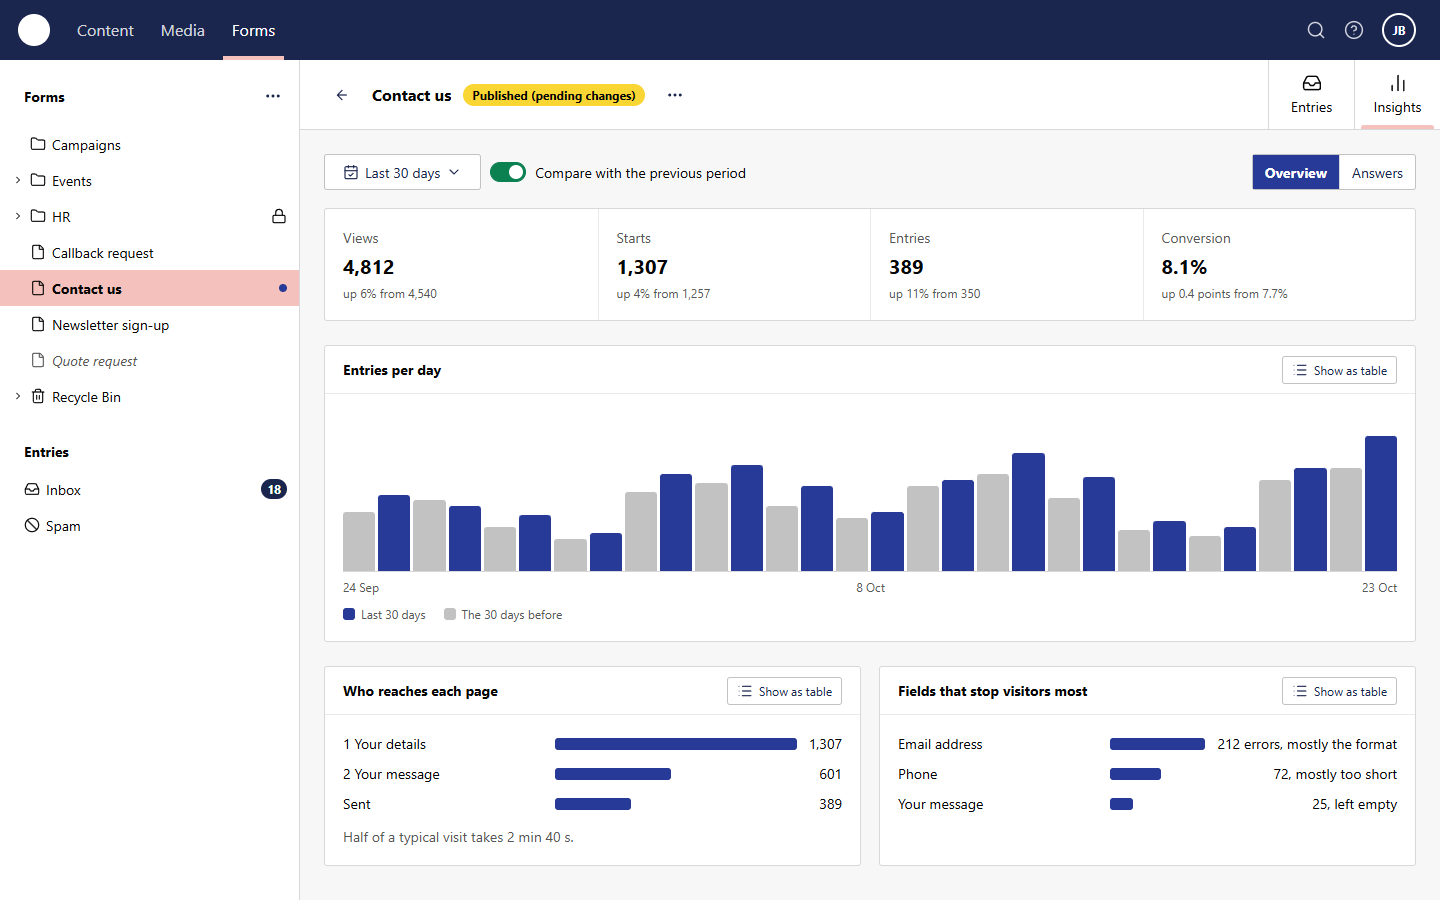 Content
Media
Forms
JB
Forms
Campaigns
Events
HR
Callback request
Contact us
Newsletter sign-up
Quote request
Recycle Bin
Entries
Inbox
18
Spam
Contact us
Published (pending changes)
Entries
Insights
Last 30 days
Compare with the previous period
Overview
Answers
Views
4,812
up 6% from 4,540
Starts
1,307
up 4% from 1,257
Entries
389
up 11% from 350
Conversion
8.1%
up 0.4 points from 7.7%
Entries per day
Show as table
24 Sep
8 Oct
23 Oct
Last 30 days
The 30 days before
Who reaches each page
Show as table
1 Your details
1,307
2 Your message
601
Sent
389
Half of a typical visit takes 2 min 40 s.
Fields that stop visitors most
Show as table
Email address
212 errors, mostly the format
Phone
72, mostly too short
Your message
25, left empty